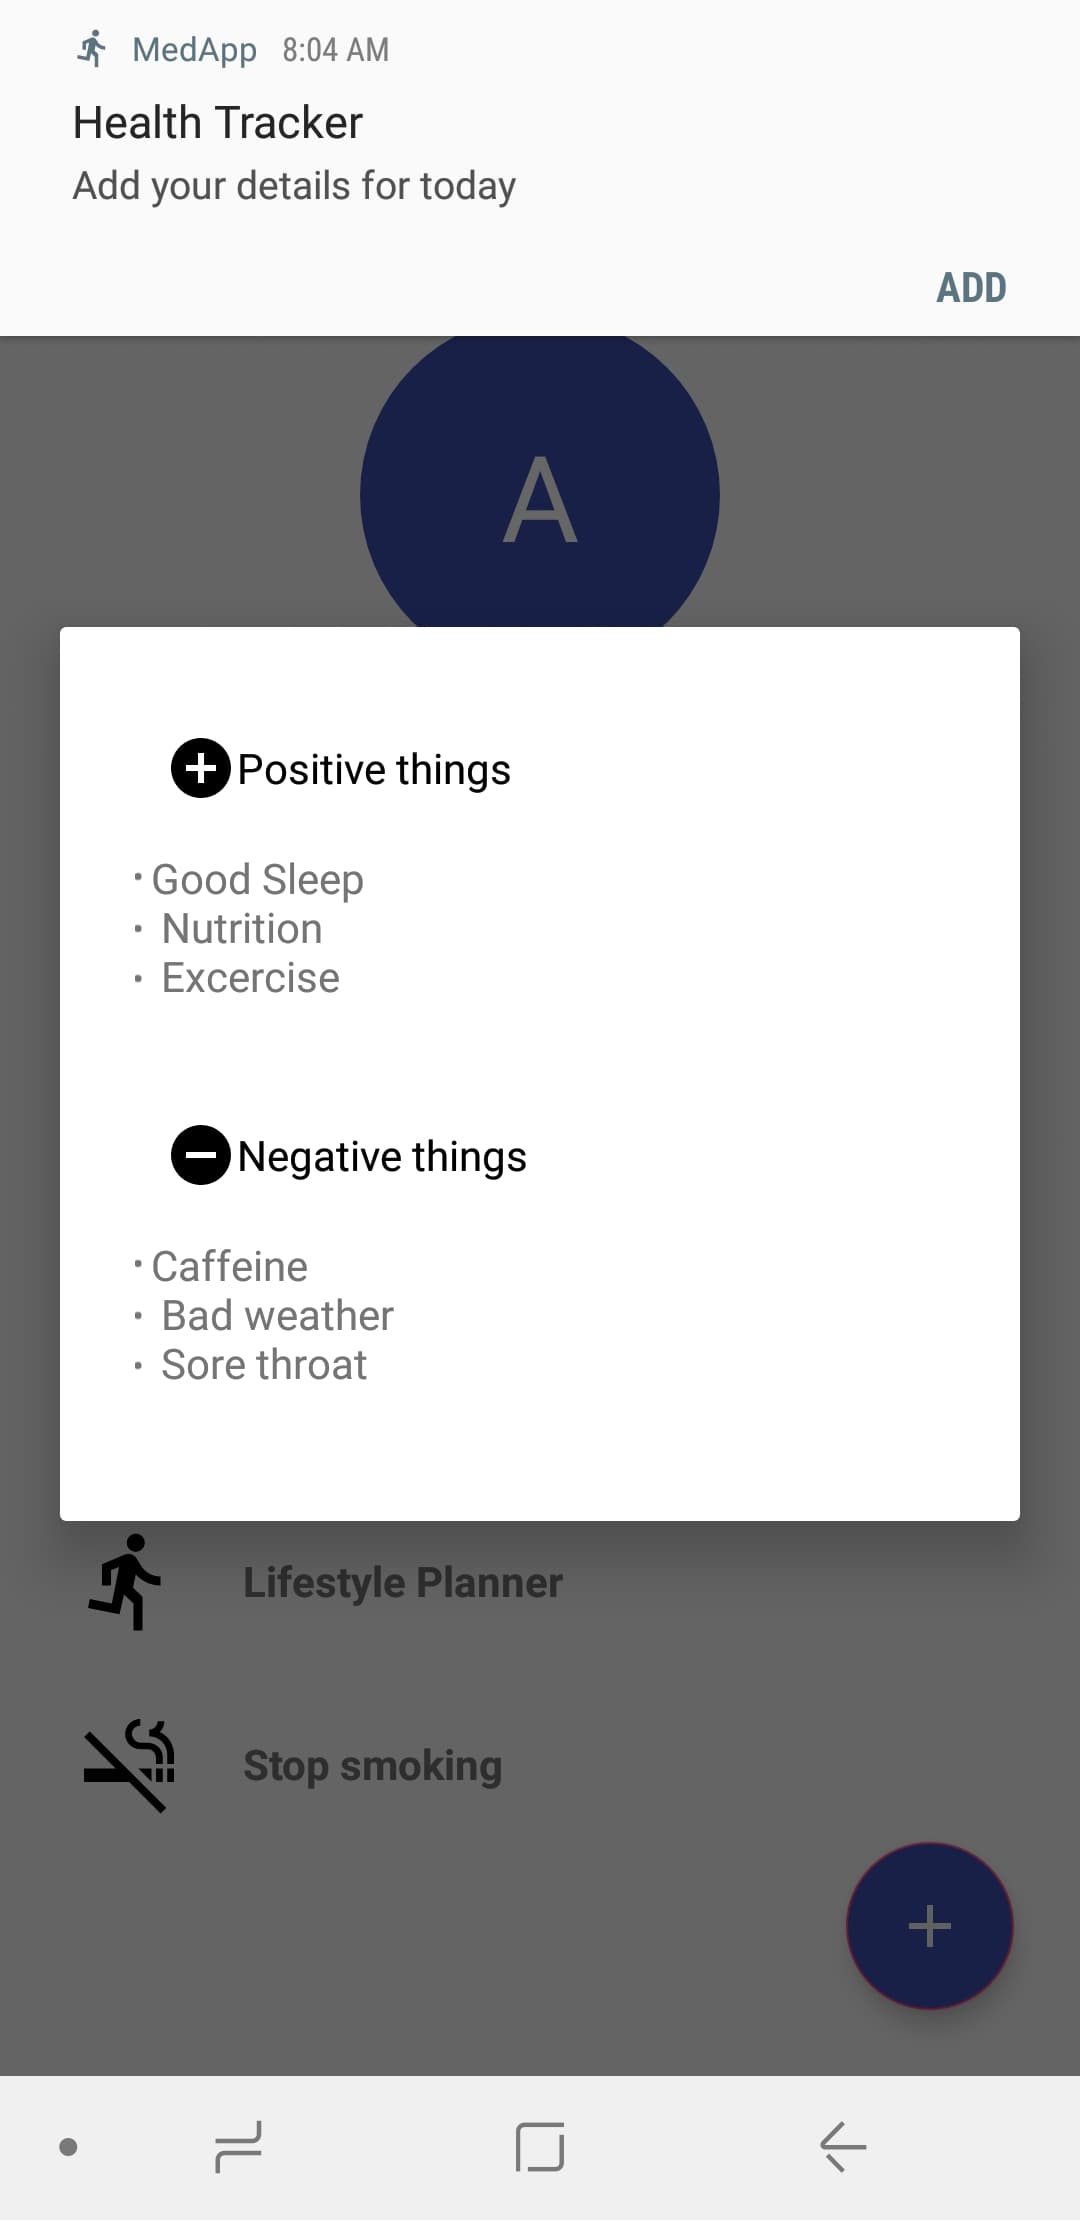 MedApp 8:04 AM
Health Tracker
Add your details for today
ADD
A
Positive things
· Good Sleep
· Nutrition
· Excercise
Negative things
· Caffeine
· Bad weather
· Sore throat
Lifestyle Planner
Stop smoking